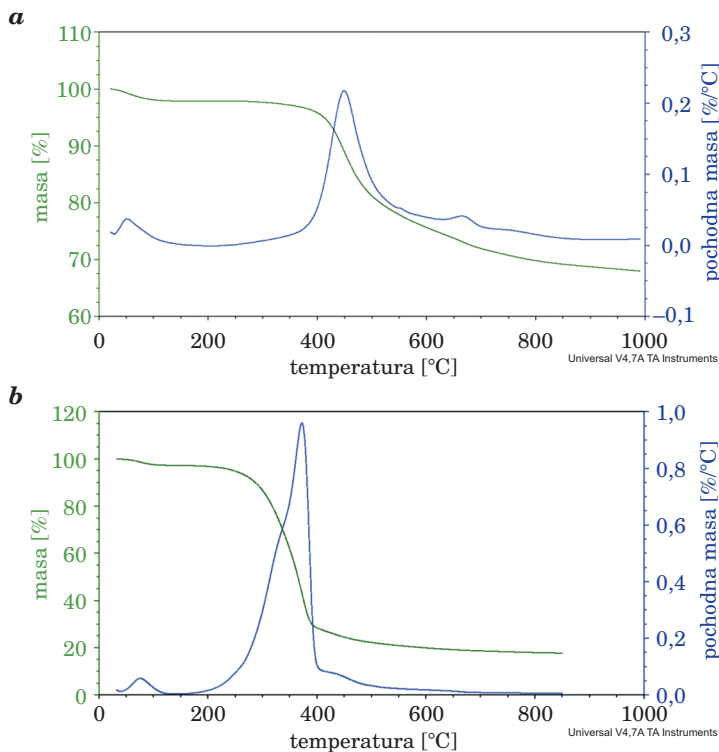 a
110
100
90
80
70
60
masa [%]
0,3
0,2
0,1
0,0
–0,1
pochodna masa [%/°C]
0 200 400 600 800 1000
temperatura [°C]
Universal V4,7A TA Instruments
b
120
100
80
60
40
20
0
masa [%]
1,0
0,8
0,6
0,4
0,2
0,0
pochodna masa [%/°C]
0 200 400 600 800 1000
temperatura [°C]
Universal V4,7A TA Instruments